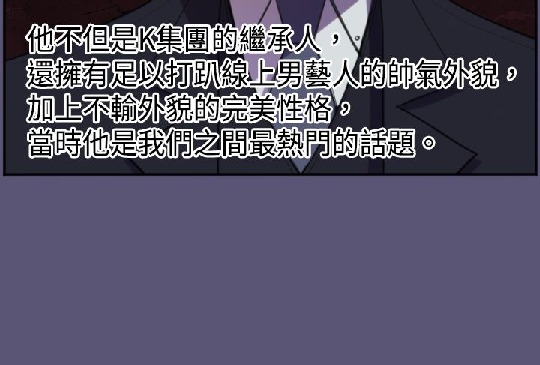 他不但是K集團的繼承人，
還擁有足以打趴線上男藝人的帥氣外貌，
加上不輸外貌的完美性格，
當時他是我們之間最熱門的話題。